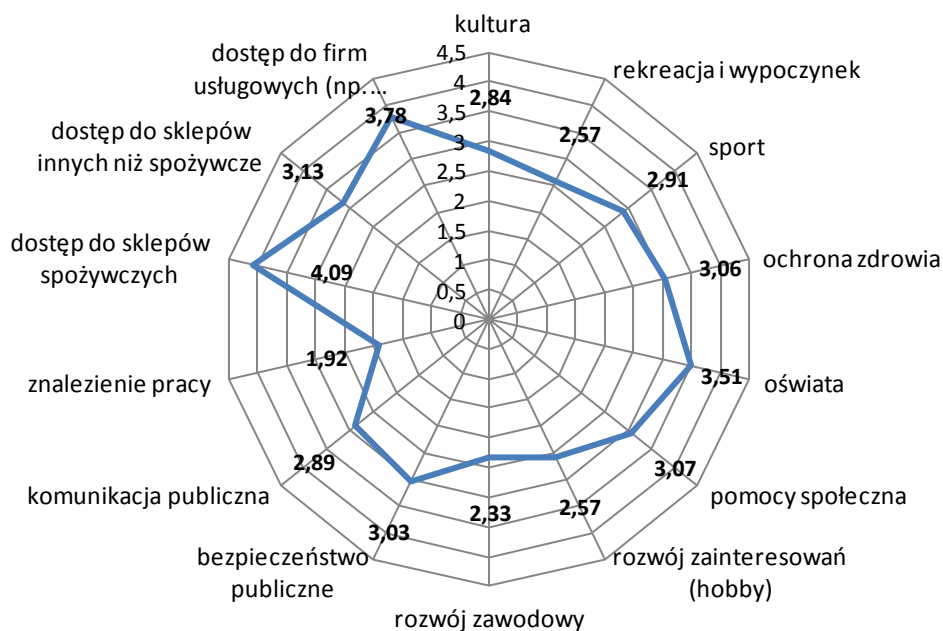 kultura
rekreacja i wypoczynek
sport
ochrona zdrowia
oświata
pomocy społeczna
rozwój zainteresowań
(hobby)
rozwój zawodowy
bezpieczeństwo
publiczne
komunikacja publiczna
znalezienie pracy
dostęp do sklepów
spożywczych
dostęp do sklepów
innych niż spożywcze
dostęp do firm
usługowych (np....
4,5
4
3,5
3
2,5
2
1,5
1
0,5
0
2,84
2,57
2,91
3,06
3,51
3,07
2,57
2,33
3,03
2,89
1,92
4,09
3,13
3,78